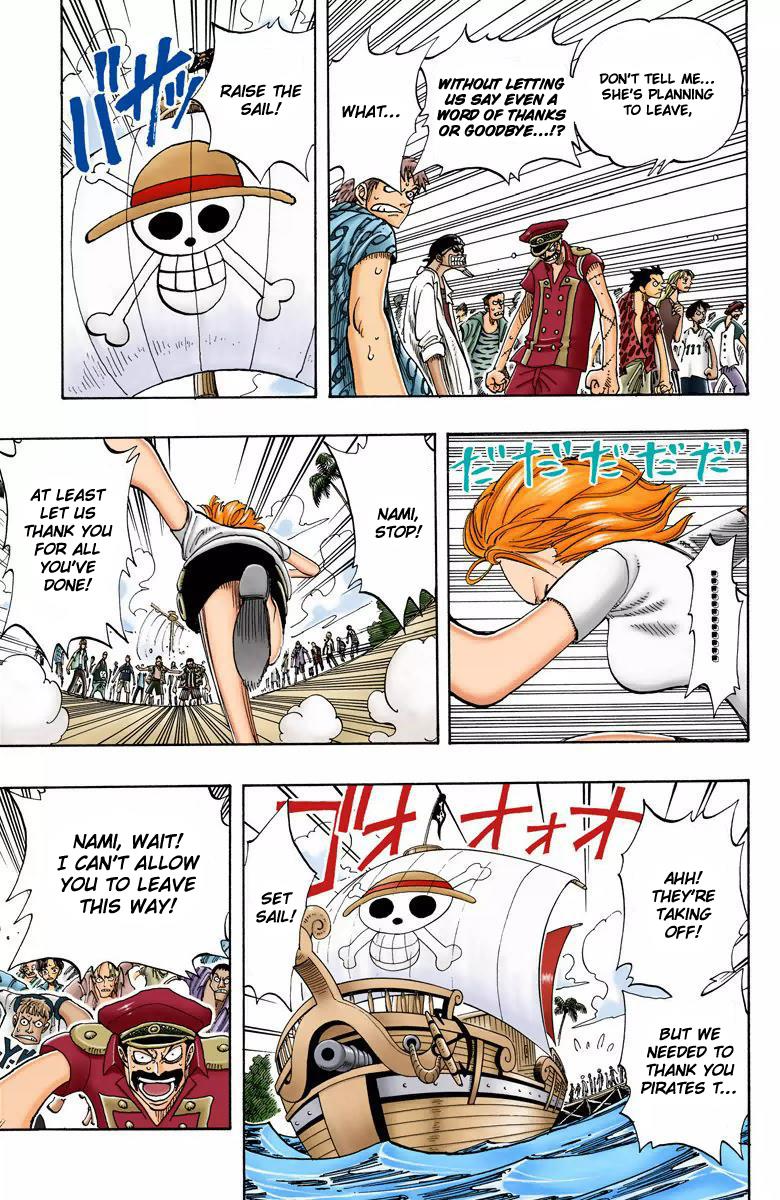 DON'T TELL ME...
SHE'S PLANNING
TO LEAVE,
WITHOUT LETTING
US SAY EVEN A
WORD OF THANKS
OR GOODBYE...!?
WHAT...
RAISE THE
SAIL!
バサッ
だだだだだ
..........
NAMI,
STOP!
AT LEAST
LET US
THANK YOU
FOR ALL
YOU'VE
DONE!
AHH!
THEY'RE
TAKING
OFF!
BUT WE
NEEDED TO
THANK YOU
PIRATES T...
ゴオオォオ
SET
SAIL!
NAMI, WAIT!
I CAN'T ALLOW
YOU TO LEAVE
THIS WAY!